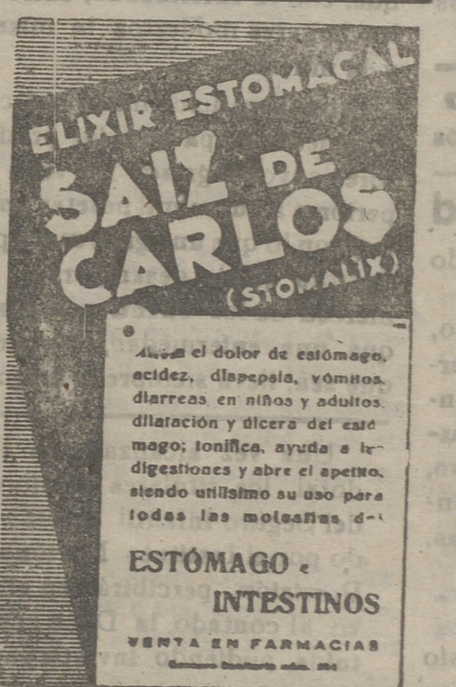 ELIXIR ESTOMACAL
SAIZ DE
CARLOS
(STOMALIX)
el dolor de estómago,
acidez, dispepsia, vómitos,
diarreas en niños y adultos,
dilatación y úlcera del estó
mago; tonifica, ayuda a
digestiones y abre el apetito,
siendo utilísimo su uso para
todas las molestias
ESTÓMAGO e
INTESTINOS
VENTA EN FARMACIAS